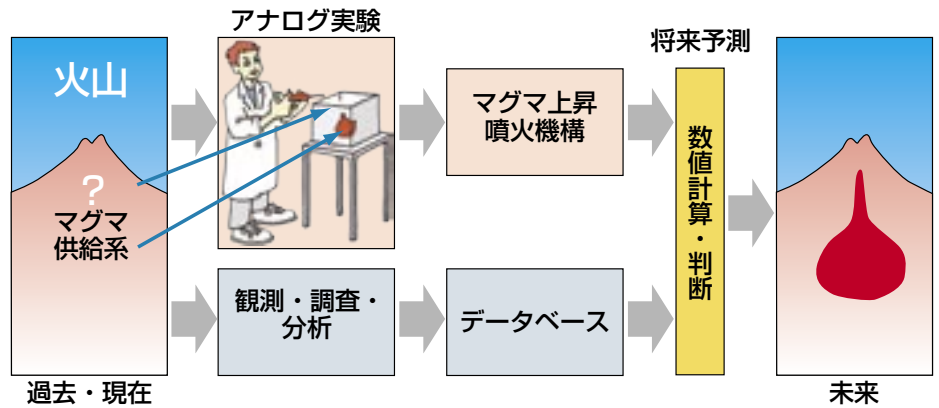 アナログ実験
火山
?
マグマ
供給系
過去・現在
マグマ上昇
噴火機構
観測・調査・
分析
データベース
将来予測
数値計算・判断
未来